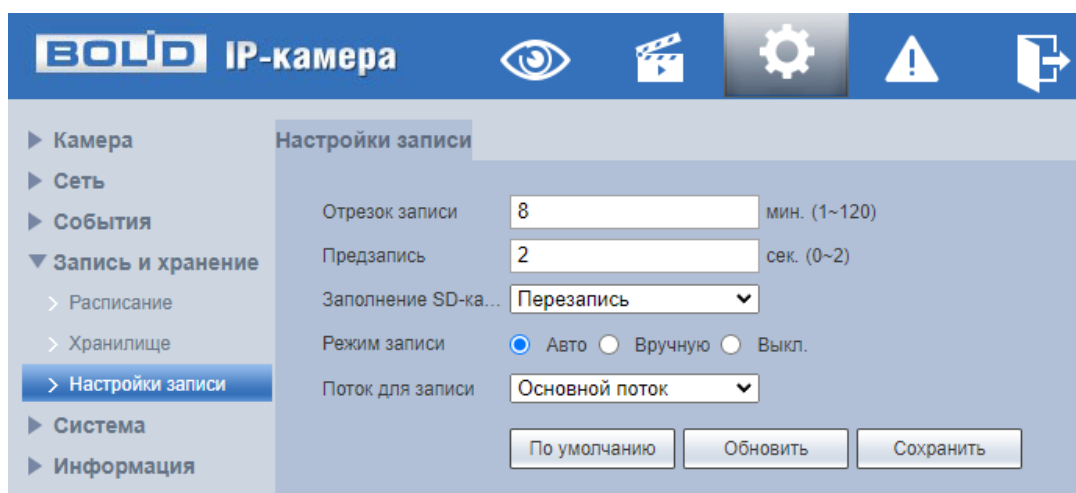 BOLID IP-камера
Камера
Сеть
События
Запись и хранение
Расписание
Хранилище
Настройки записи
Система
Информация
Настройки записи
Отрезок записи 8 мин. (1~120)
Предзапись 2 сек. (0~2)
Заполнение SD-ка... Перезапись
Режим записи Авто Вручную Выкл.
Поток для записи Основной поток
По умолчанию Обновить Сохранить